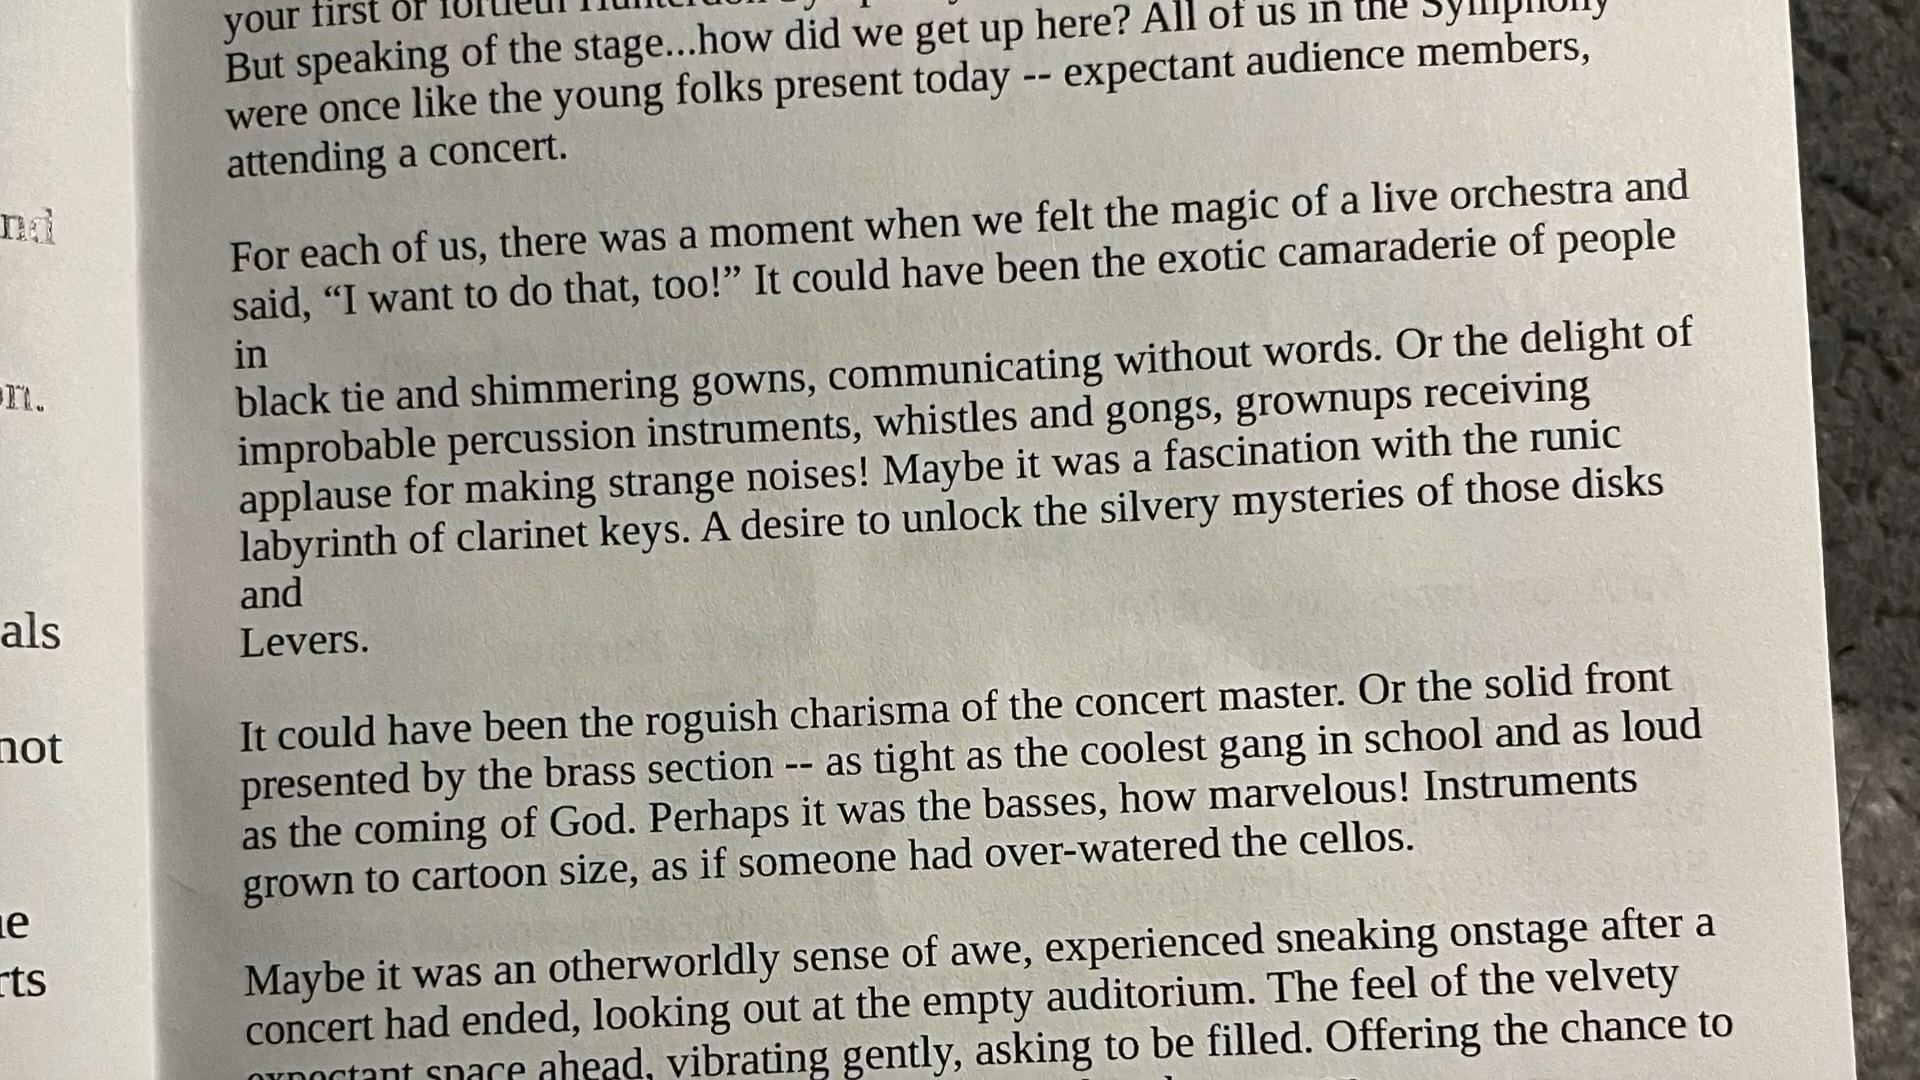 your first or fortieth
But speaking of the stage...how did we get up here? All of us in the Symphony
were once like the young folks present today -- expectant audience members,
attending a concert.
For each of us, there was a moment when we felt the magic of a live orchestra and
said, “I want to do that, too!” It could have been the exotic camaraderie of people
in
black tie and shimmering gowns, communicating without words. Or the delight of
improbable percussion instruments, whistles and gongs, grownups receiving
applause for making strange noises! Maybe it was a fascination with the runic
labyrinth of clarinet keys. A desire to unlock the silvery mysteries of those disks
and
Levers.
It could have been the roguish charisma of the concert master. Or the solid front
presented by the brass section -- as tight as the coolest gang in school and as loud
as the coming of God. Perhaps it was the basses, how marvelous! Instruments
grown to cartoon size, as if someone had over-watered the cellos.
Maybe it was an otherworldly sense of awe, experienced sneaking onstage after a
concert had ended, looking out at the empty auditorium. The feel of the velvety
expectant space ahead, vibrating gently, asking to be filled. Offering the chance to
nd
n.
als
not
e
rts